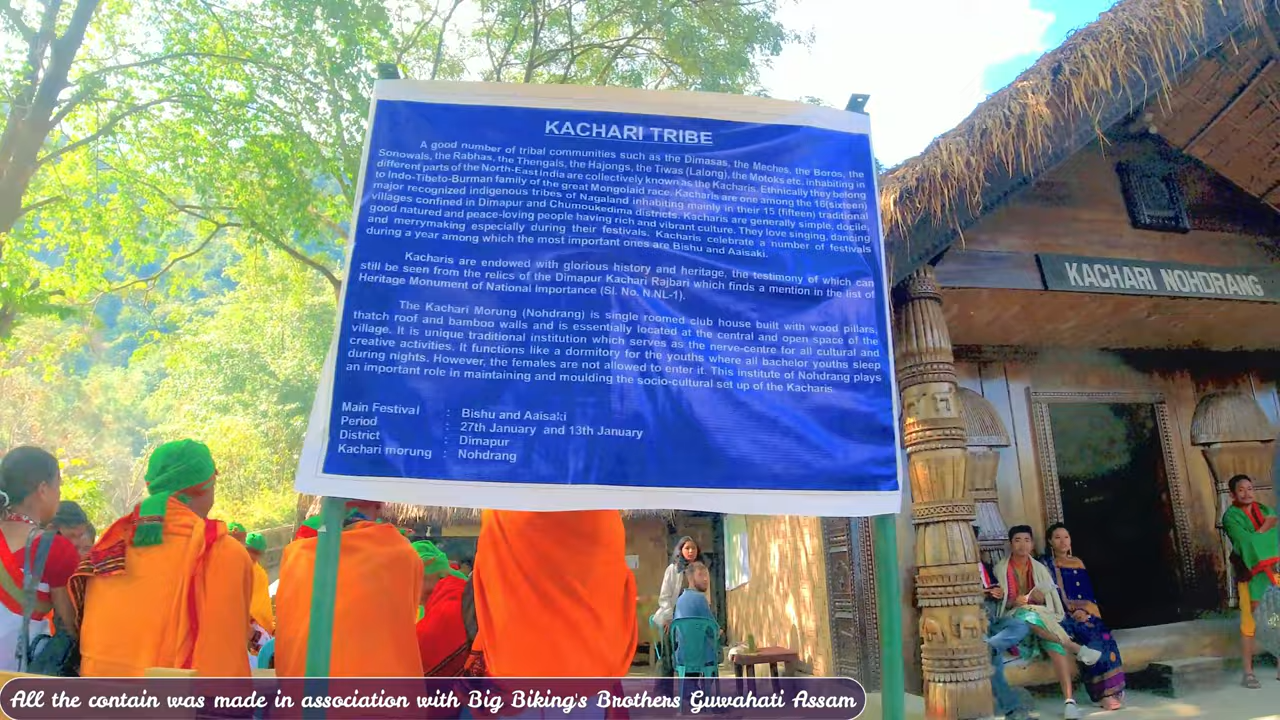 KACHARI TRIBE
A good number of tribal communities such as the Dimasas, the Meches, the Boros, the
Sonowals, the Rabhas, the Thengals, the Hajongs, the Tiwas (Lalong), the Motoks etc. inhabiting in
different parts of the North-East India are collectively known as the Kacharis. Ethnically they belong
to Indo-Tibeto-Burman family of the great Mongolaid race. Kacharis are one among the 16(sixteen)
major recognized indigenous tribes of Nagaland inhabiting mainly in their 15 (fifteen) traditional
villages confined in Dimapur and Chumoukedima districts. Kacharis are generally simple, docile,
good natured and peace-loving people having rich and vibrant culture. They love singing, dancing
and merrymaking especially during their festivals. Kacharis celebrate a number of festivals
during a year among which the most important ones are Bishu and Aaisaki.
Kacharis are endowed with glorious history and heritage, the testimony of which can
still be seen from the relics of the Dimapur Kachari Rajbari which finds a mention in the list of
Heritage Monument of National Importance (Sl. No. N.NL-1).
The Kachari Morung (Nohdrang) is single roomed club house built with wood pillars,
thatch roof and bamboo walls and is essentially located at the central and open space of the
village. It is unique traditional institution which serves as the nerve-centre for all cultural and
creative activities. It functions like a dormitory for the youths where all bachelor youths sleep
during nights. However, the females are not allowed to enter it. This institute of Nohdrang plays
an important role in maintaining and moulding the socio-cultural set up of the Kacharis
Main Festival : Bishu and Aaisaki
Period : 27th January and 13th January
District : Dimapur
Kachari morung : Nohdrang
KACHARI NOHDRANG
All the contain was made in association with Big Biking's Brothers Guwahati Assam